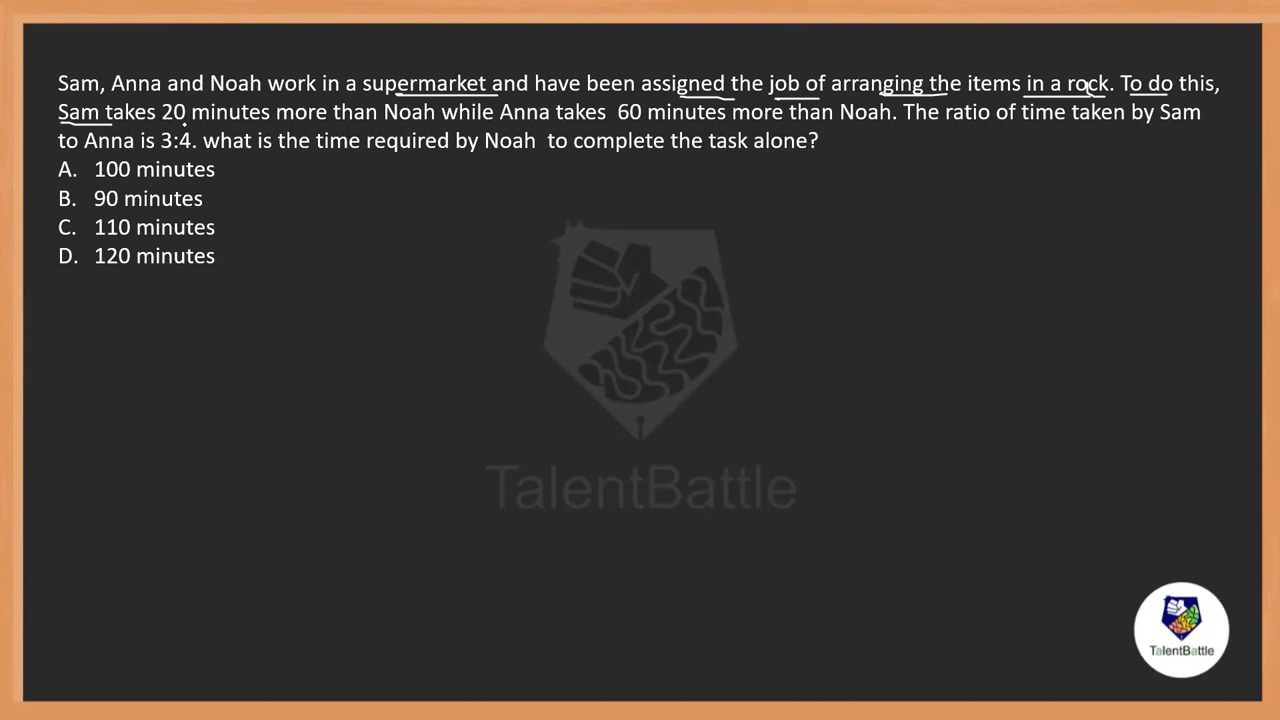 Sam, Anna and Noah work in a supermarket and have been assigned the job of arranging the items in a rock. To do this,
Sam takes 20 minutes more than Noah while Anna takes  60 minutes more than Noah. The ratio of time taken by Sam
to Anna is 3:4. what is the time required by Noah  to complete the task alone?
A. 100 minutes
B. 90 minutes
C. 110 minutes
D. 120 minutes
TalentBattle
TalentBattle